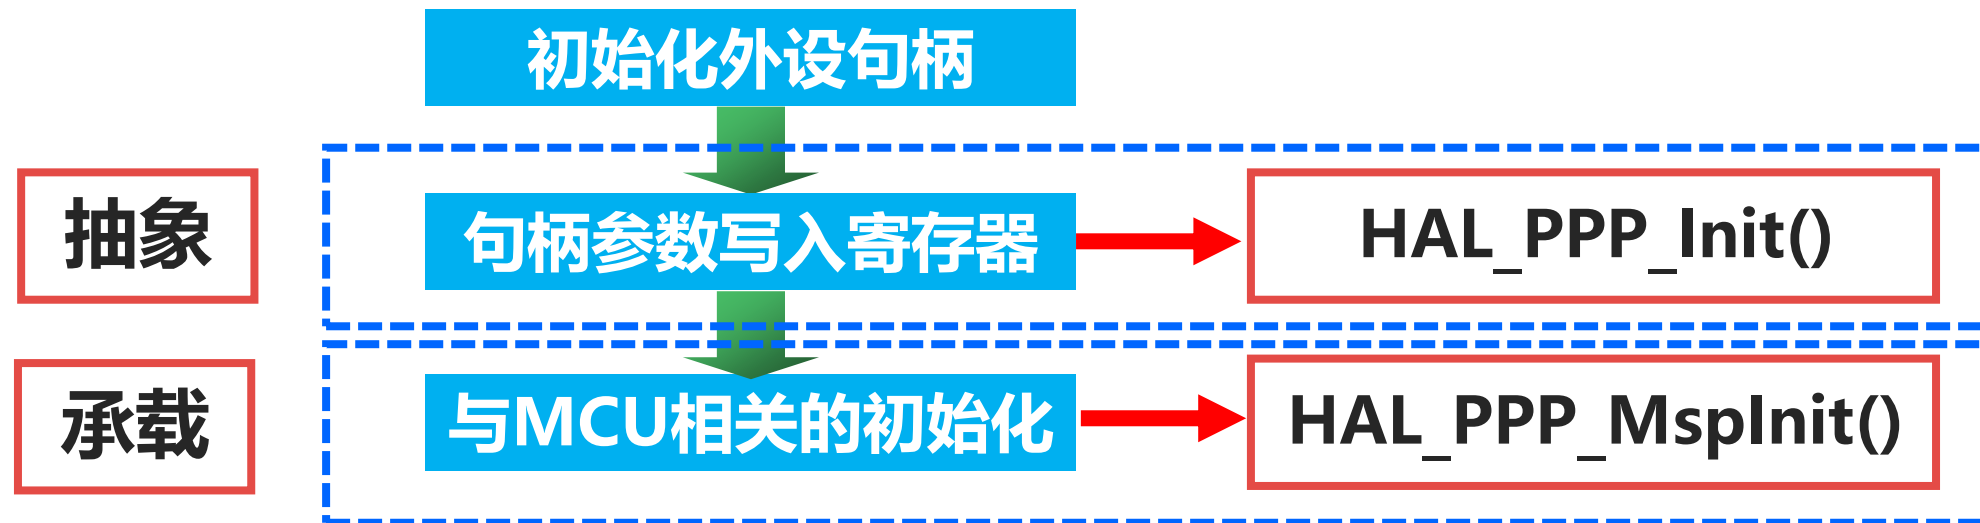 初始化外设句柄
抽象
句柄参数写入寄存器
HAL_PPP_Init()
承载
与MCU相关的初始化
HAL_PPP_MspInit()